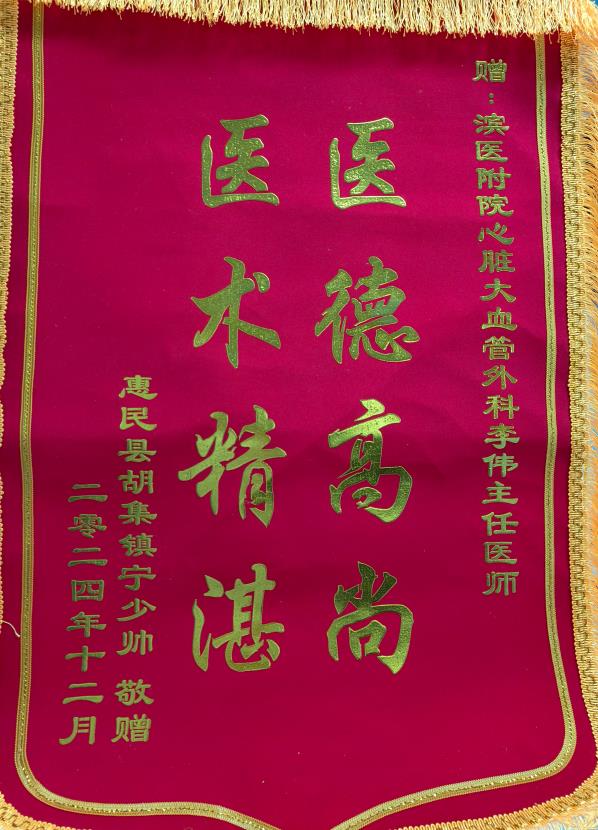 赠：滨医附院心脏大血管外科李伟主任医师
医德高尚
医术精湛
惠民县胡集镇宁少帅 敬赠
二零二四年十二月